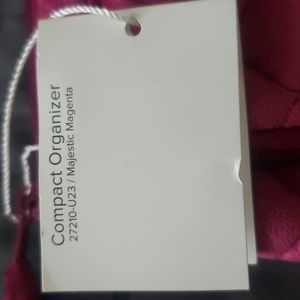 Compact Organizer
27210-U23 / Majestic Magenta